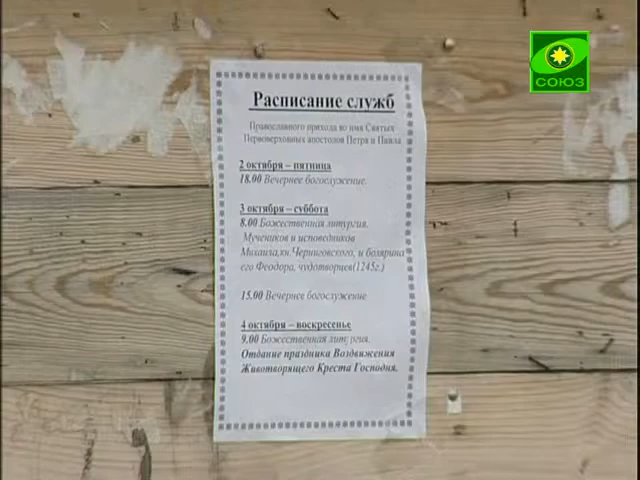 СОЮЗ
Расписание служб
Православного прихода во имя Святых
Первоверховных апостолов Петра и Павла
2 октября – пятница
18.00 Вечернее богослужение.
3 октября – суббота
8.00 Божественная литургия.
Мучеников и исповедников
Михаила,кн.Черниговского, и болярина
его Феодора, чудотворцев(1245г.)
15.00 Вечернее богослужение
4 октября – воскресенье
9.00 Божественная литургия.
Отдание праздника Воздвижения
Животворящего Креста Господня.